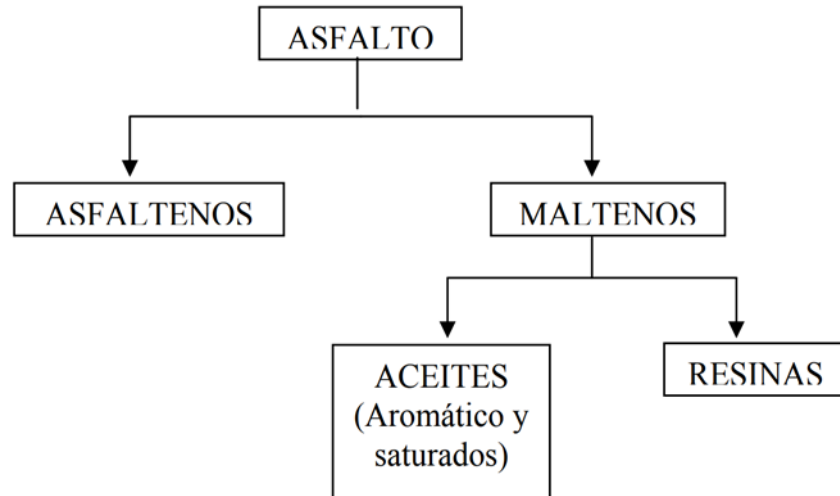 ASFALTO
ASFALTENOS
MALTENOS
ACEITES
(Aromático y
saturados)
RESINAS